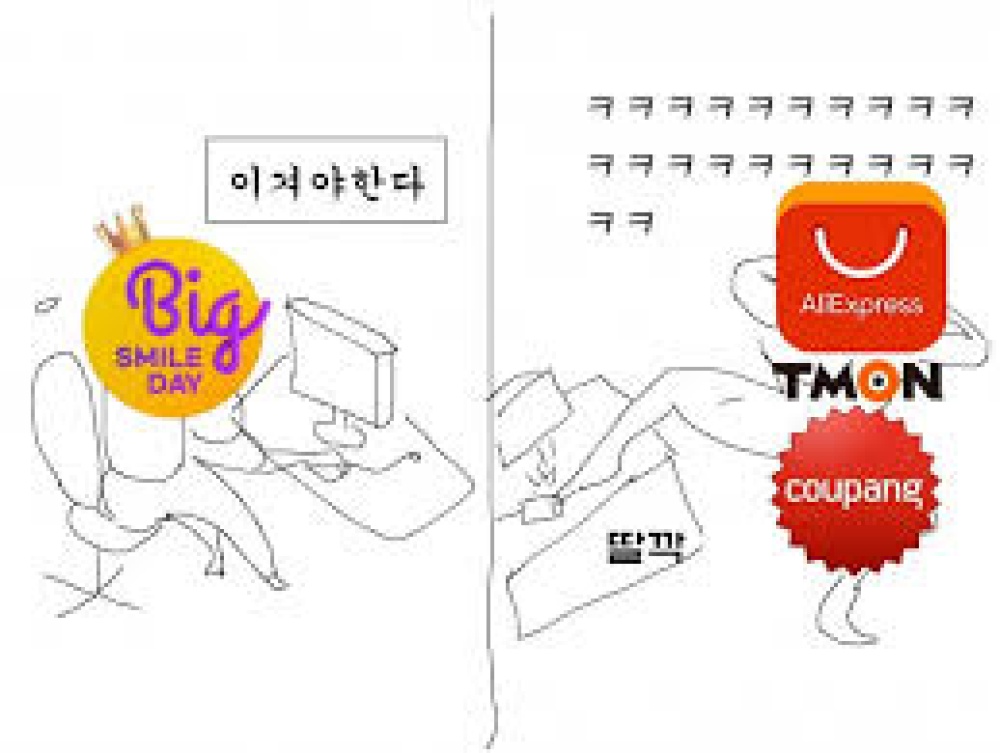 이겨야한다
Big
SMILE
DAY
ㅋㅋㅋㅋㅋㅋㅋㅋㅋㅋ
ㅋㅋㅋㅋㅋㅋㅋㅋㅋㅋ
ㅋㅋ
AliExpress
TMON
coupang
딸깍